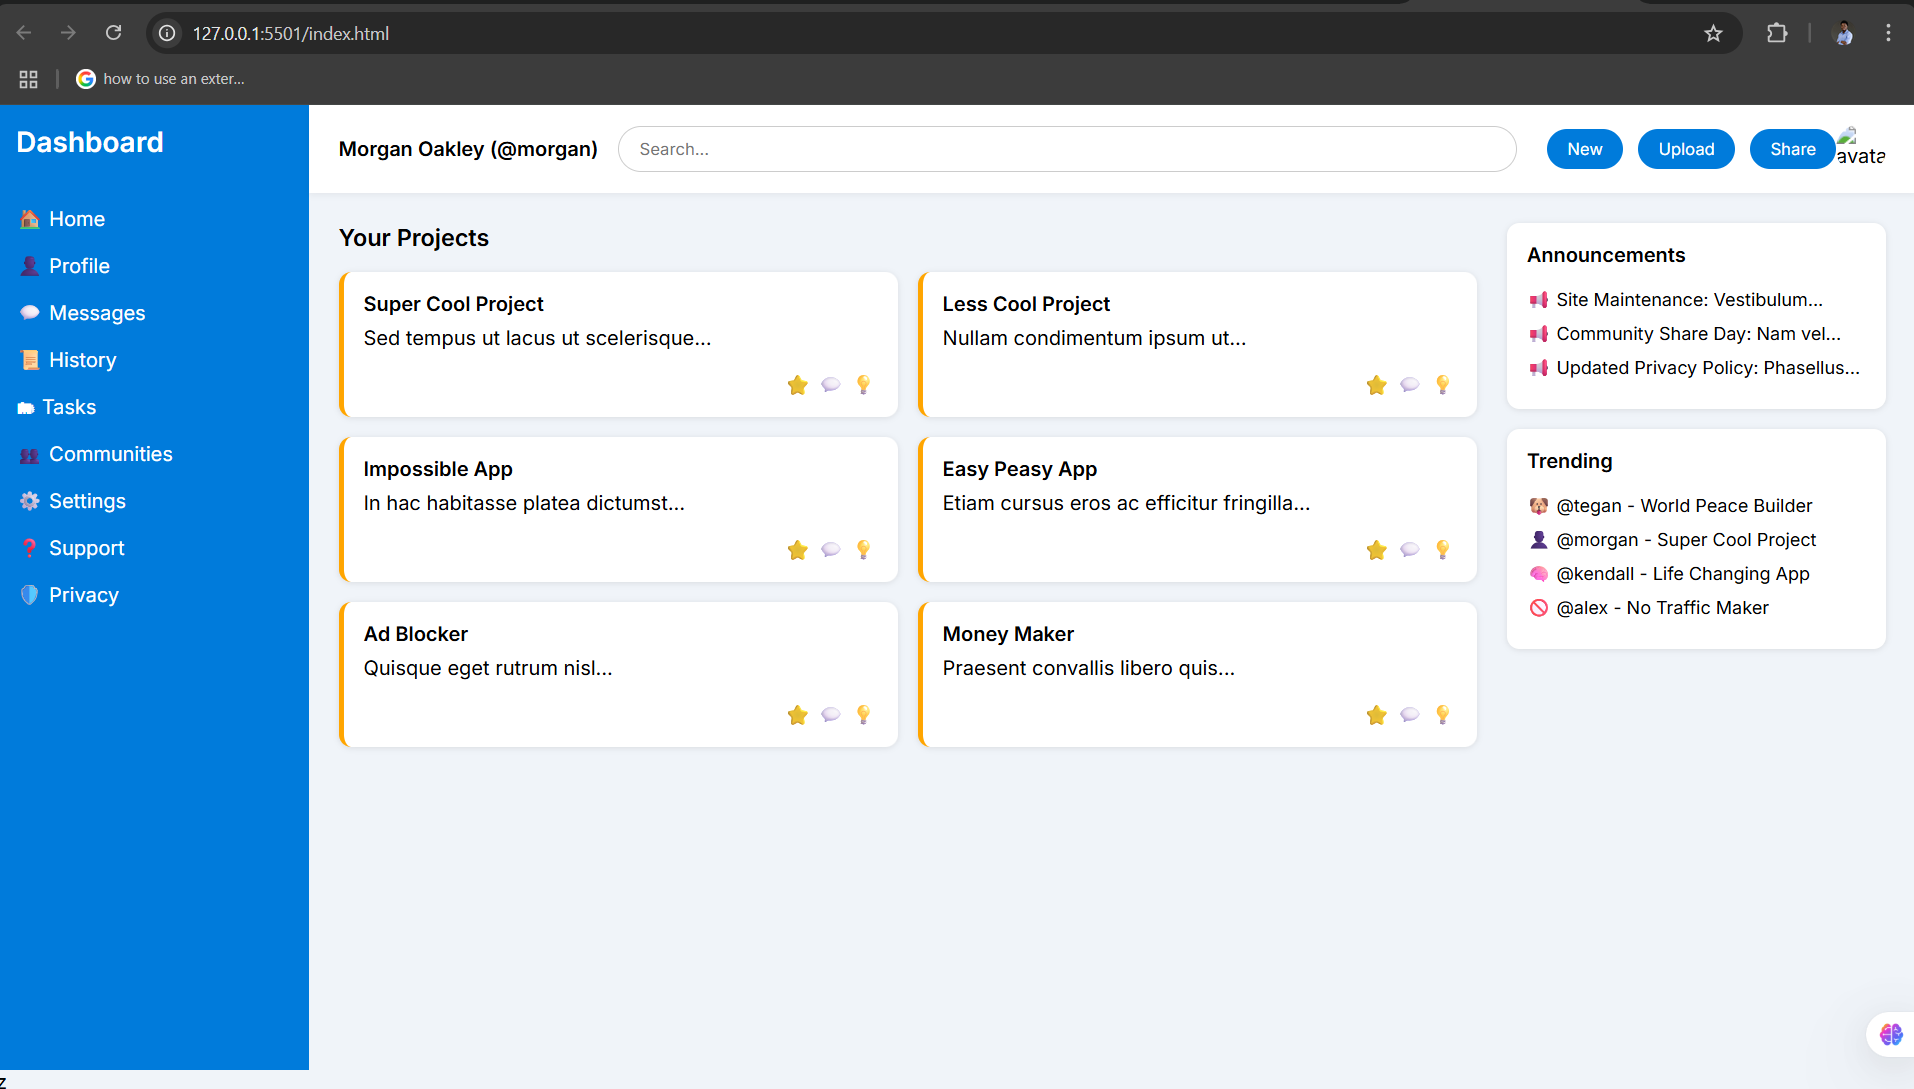 127.0.0.1:5501/index.html
how to use an exter...
Dashboard
🏠 Home
👤 Profile
💬 Messages
📜 History
Tasks
👥 Communities
⚙️ Settings
❓ Support
🛡️ Privacy
Morgan Oakley (@morgan)
Search...
New
Upload
Share
avata
Your Projects
Super Cool Project
Sed tempus ut lacus ut scelerisque...
Less Cool Project
Nullam condimentum ipsum ut...
Impossible App
In hac habitasse platea dictumst...
Easy Peasy App
Etiam cursus eros ac efficitur fringilla...
Ad Blocker
Quisque eget rutrum nisl...
Money Maker
Praesent convallis libero quis...
Announcements
📢 Site Maintenance: Vestibulum...
📢 Community Share Day: Nam vel...
📢 Updated Privacy Policy: Phasellus...
Trending
🐶 @tegan - World Peace Builder
👤 @morgan - Super Cool Project
🧠 @kendall - Life Changing App
🚫 @alex - No Traffic Maker
z